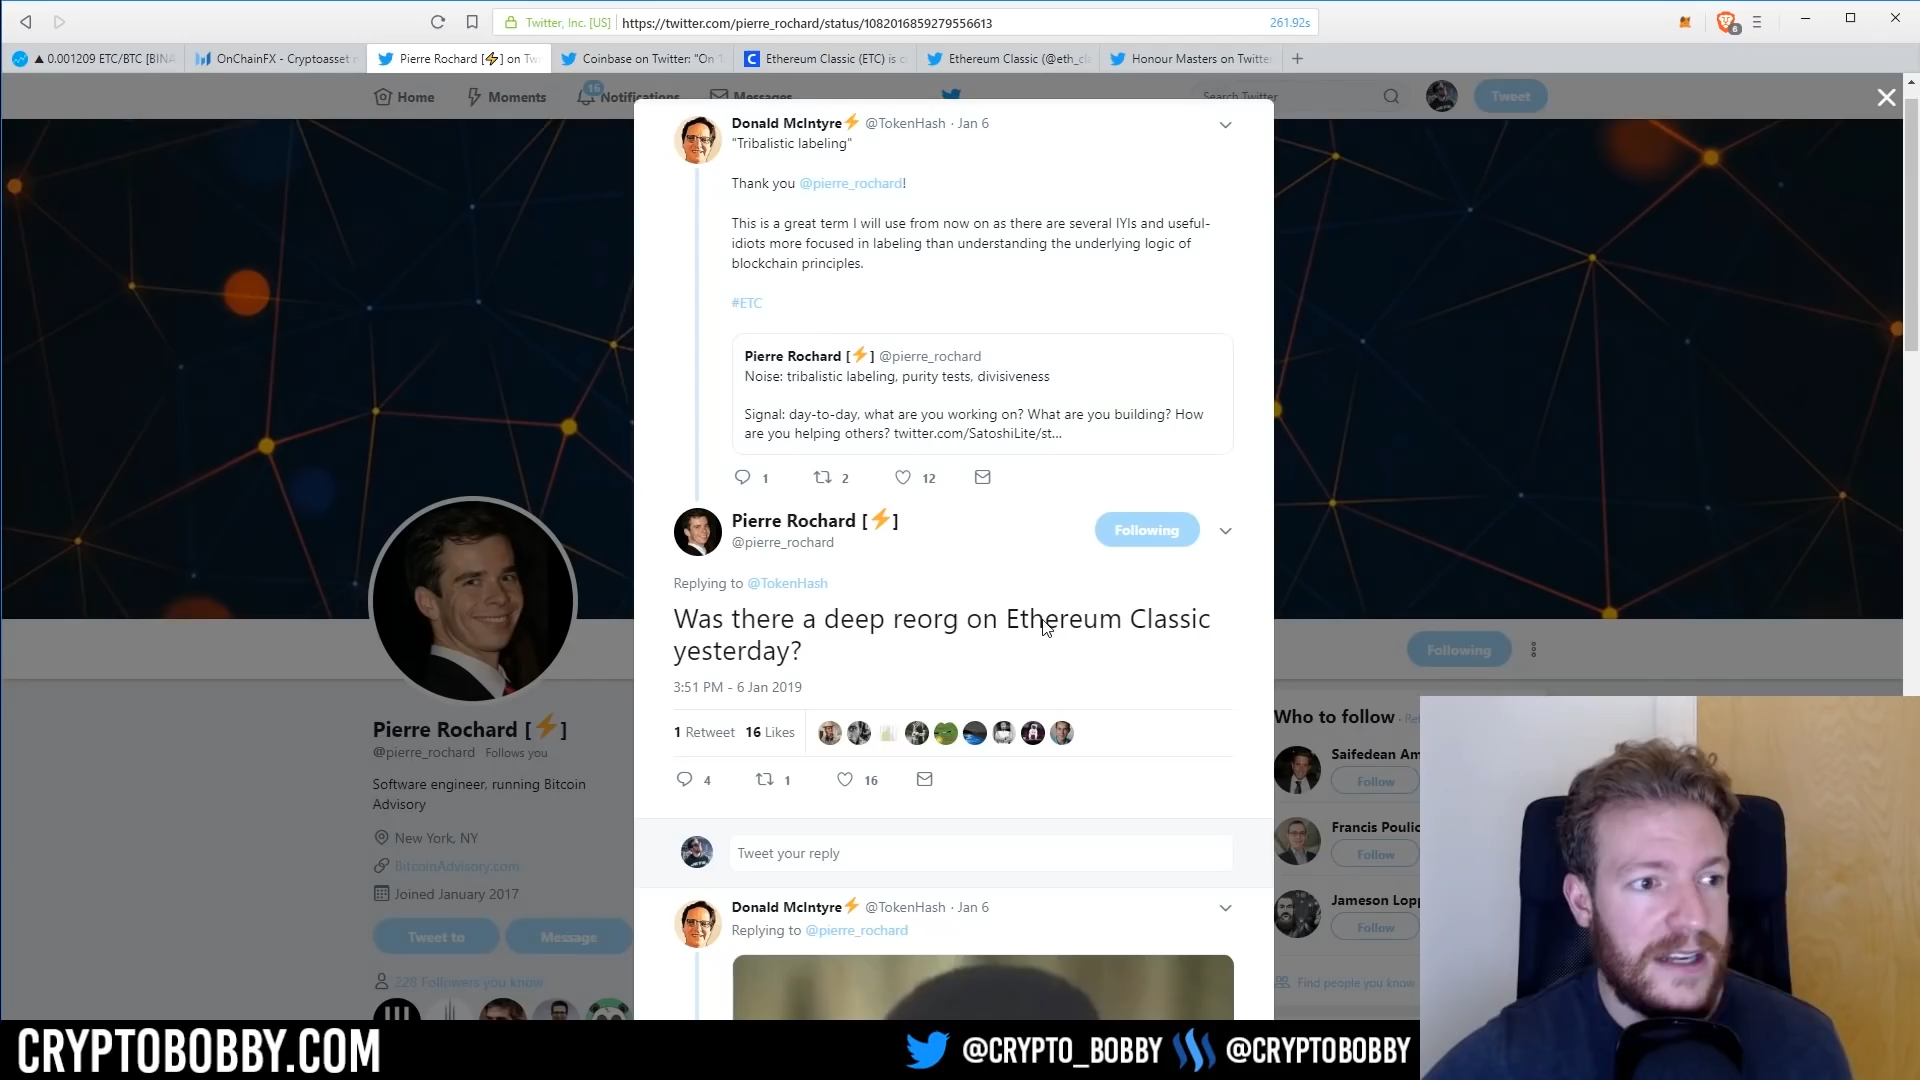 Twitter, Inc. [US]
https://twitter.com/pierre_rochard/status/1082016859279556613
261.92s
6
▲ 0.001209 ETC/BTC [BINA
OnChainFX - Cryptoasset
Pierre Rochard [⚡] on Tw
Coinbase on Twitter: "On 1
Ethereum Classic (ETC) is c
Ethereum Classic (@eth_cl
Honour Masters on Twitter
Home
Moments
16
Notifications
Messages
Search Twitter
Tweet
Donald McIntyre⚡ @TokenHash · Jan 6
"Tribalistic labeling"
Thank you @pierre_rochard!
This is a great term I will use from now on as there are several IYIs and useful-
idiots more focused in labeling than understanding the underlying logic of
blockchain principles.
#ETC
Pierre Rochard [⚡] @pierre_rochard
Noise: tribalistic labeling, purity tests, divisiveness
Signal: day-to-day, what are you working on? What are you building? How
are you helping others? twitter.com/SatoshiLite/st...
1 2 12
Pierre Rochard [⚡]
@pierre_rochard
Following
Replying to @TokenHash
Was there a deep reorg on Ethereum Classic
yesterday?
3:51 PM - 6 Jan 2019
1 Retweet 16 Likes
4 1 16
Tweet your reply
Donald McIntyre⚡ @TokenHash · Jan 6
Replying to @pierre_rochard
Pierre Rochard [⚡]
@pierre_rochard Follows you
Software engineer, running Bitcoin
Advisory
New York, NY
BitcoinAdvisory.com
Joined January 2017
Tweet to
Message
228 Followers you know
Following
Who to follow · Re
Saifedean Am
Follow
Francis Poulio
Follow
Jameson Lopp
Follow
Find people you know
CRYPTOBOBBY.COM
@CRYPTO_BOBBY
@CRYPTOBOBBY